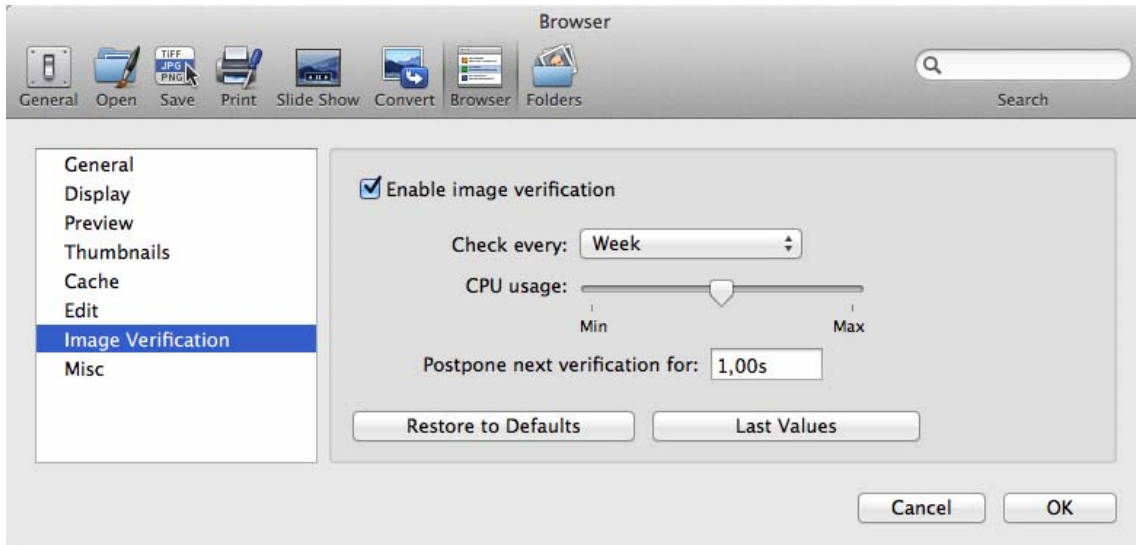 Browser
TIFF
JPG
PNG
General Open Save Print Slide Show Convert Browser Folders Search
General
Display
Preview
Thumbnails
Cache
Edit
Image Verification
Misc
Enable image verification
Check every: Week
CPU usage:
Min Max
Postpone next verification for: 1,00s
Restore to Defaults Last Values
Cancel OK